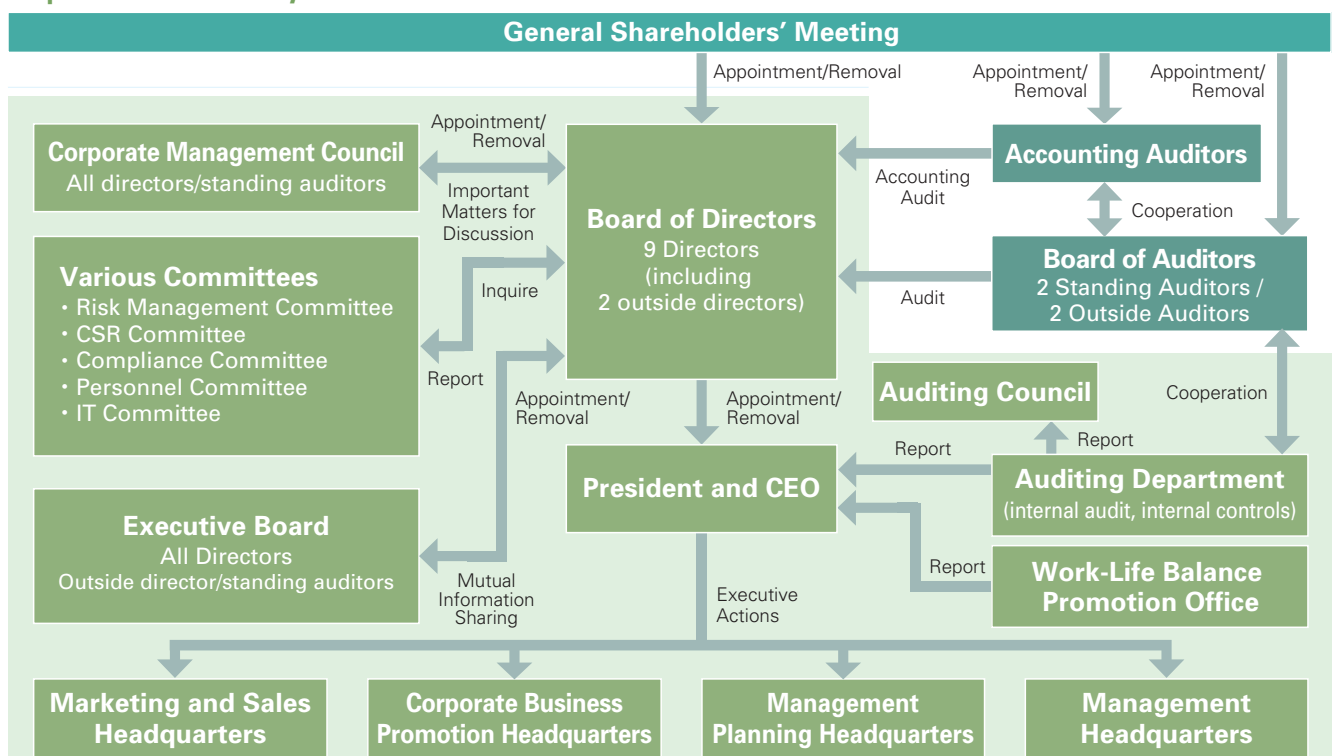 General Shareholders' Meeting
Appointment/Removal
Appointment/
Removal
Appointment/
Removal
Corporate Management Council
All directors/standing auditors
Appointment/
Removal
Important
Matters for
Discussion
Board of Directors
9 Directors
(including
2 outside directors)
Accounting
Audit
Accounting Auditors
Cooperation
Various Committees
・Risk Management Committee
・CSR Committee
・Compliance Committee
・Personnel Committee
・IT Committee
Inquire
Report
Audit
Board of Auditors
2 Standing Auditors /
2 Outside Auditors
Appointment/
Removal
Appointment/
Removal
Auditing Council
Cooperation
Report
Report
President and CEO
Auditing Department
(internal audit, internal controls)
Executive Board
All Directors
Outside director/standing auditors
Mutual
Information
Sharing
Executive
Actions
Report
Work-Life Balance
Promotion Office
Marketing and Sales
Headquarters
Corporate Business
Promotion Headquarters
Management
Planning Headquarters
Management
Headquarters